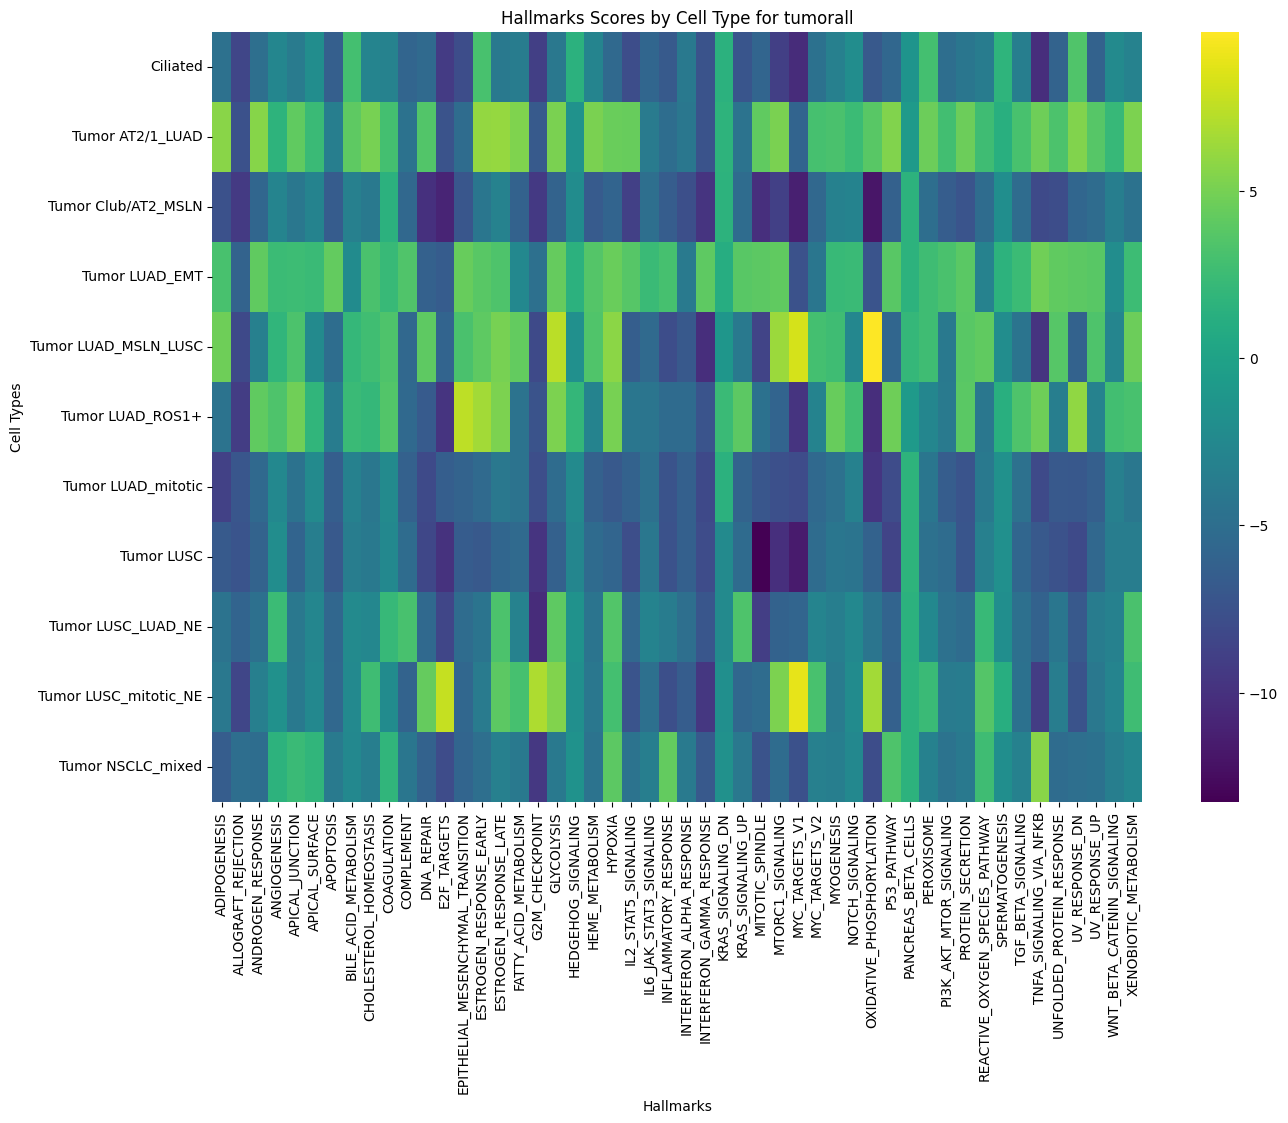 Hallmarks Scores by Cell Type for tumorall
Cell Types
Ciliated
Tumor AT2/1_LUAD
Tumor Club/AT2_MSLN
Tumor LUAD_EMT
Tumor LUAD_MSLN_LUSC
Tumor LUAD_ROS1+
Tumor LUAD_mitotic
Tumor LUSC
Tumor LUSC_LUAD_NE
Tumor LUSC_mitotic_NE
Tumor NSCLC_mixed
5
0
−5
−10
ADIPOGENESIS
ALLOGRAFT_REJECTION
ANDROGEN_RESPONSE
ANGIOGENESIS
APICAL_JUNCTION
APICAL_SURFACE
APOPTOSIS
BILE_ACID_METABOLISM
CHOLESTEROL_HOMEOSTASIS
COAGULATION
COMPLEMENT
DNA_REPAIR
E2F_TARGETS
EPITHELIAL_MESENCHYMAL_TRANSITION
ESTROGEN_RESPONSE_EARLY
ESTROGEN_RESPONSE_LATE
FATTY_ACID_METABOLISM
G2M_CHECKPOINT
GLYCOLYSIS
HEDGEHOG_SIGNALING
HEME_METABOLISM
HYPOXIA
IL2_STAT5_SIGNALING
IL6_JAK_STAT3_SIGNALING
INFLAMMATORY_RESPONSE
INTERFERON_ALPHA_RESPONSE
INTERFERON_GAMMA_RESPONSE
KRAS_SIGNALING_DN
KRAS_SIGNALING_UP
MITOTIC_SPINDLE
MTORC1_SIGNALING
MYC_TARGETS_V1
MYC_TARGETS_V2
MYOGENESIS
NOTCH_SIGNALING
OXIDATIVE_PHOSPHORYLATION
P53_PATHWAY
PANCREAS_BETA_CELLS
PEROXISOME
PI3K_AKT_MTOR_SIGNALING
PROTEIN_SECRETION
REACTIVE_OXYGEN_SPECIES_PATHWAY
SPERMATOGENESIS
TGF_BETA_SIGNALING
TNFA_SIGNALING_VIA_NFKB
UNFOLDED_PROTEIN_RESPONSE
UV_RESPONSE_DN
UV_RESPONSE_UP
WNT_BETA_CATENIN_SIGNALING
XENOBIOTIC_METABOLISM
Hallmarks